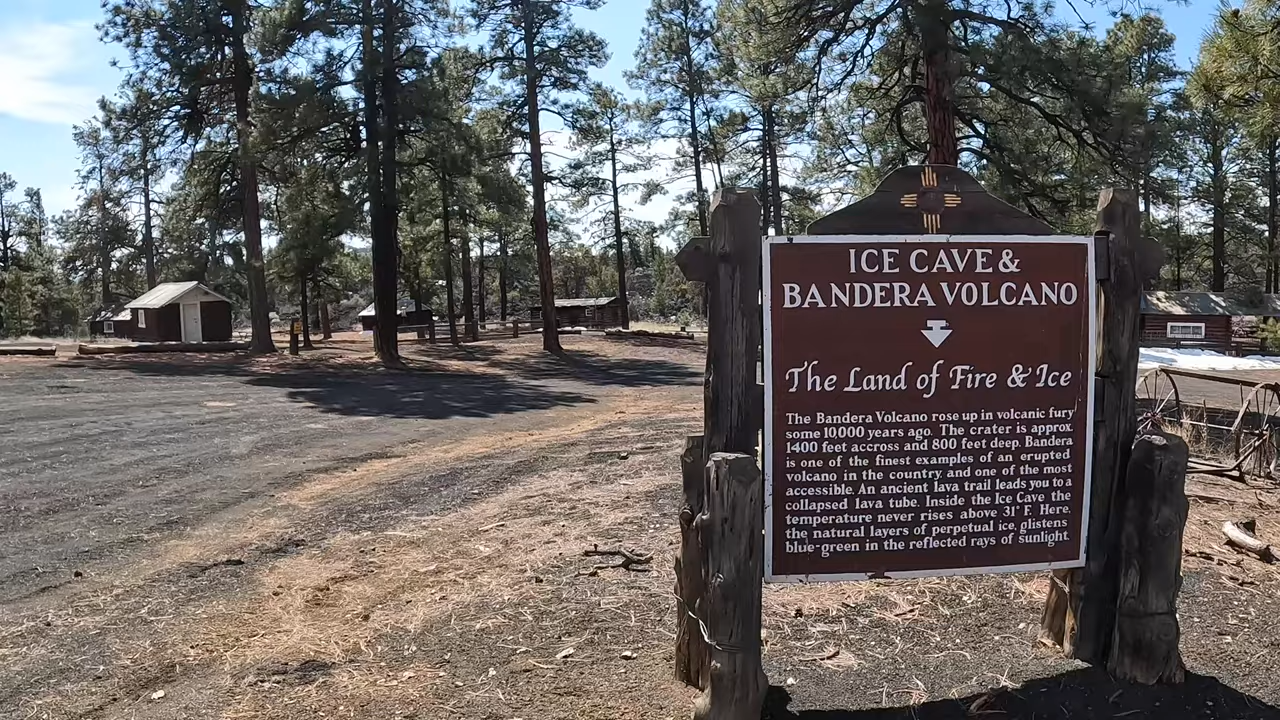 ICE CAVE &
BANDERA VOLCANO
The Land of Fire & Ice
The Bandera Volcano rose up in volcanic fury
some 10,000 years ago. The crater is approx.
1400 feet accross and 800 feet deep. Bandera
is one of the finest examples of an erupted
volcano in the country, and one of the most
accessible. An ancient lava trail leads you to a
collapsed lava tube. Inside the Ice Cave the
temperature never rises above 31° F. Here,
the natural layers of perpetual ice, glistens
blue-green in the reflected rays of sunlight.